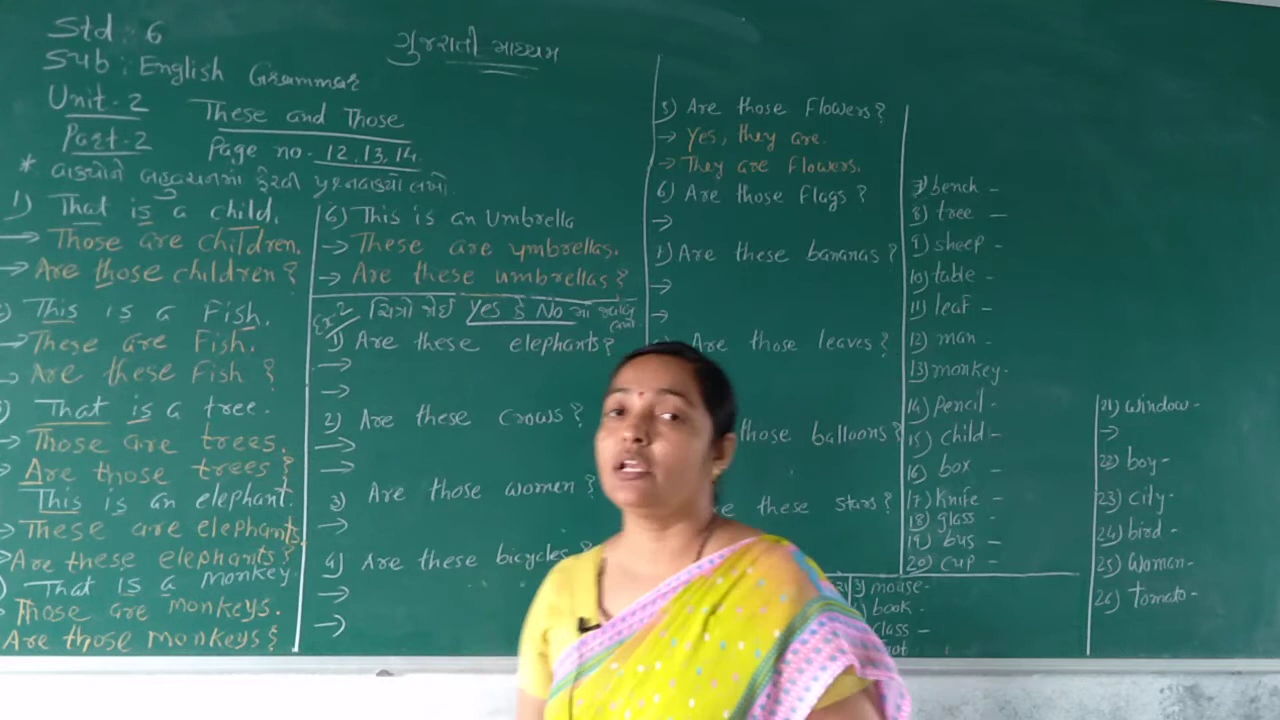 Std : 6
Sub : English Grammar
ગુજરાતી માધ્યમ
Unit-2 These and Those
Part-2 Page no. 12,13,14
* વાક્યોને બહુવચનમાં ફેરવી પ્રશ્નવાક્યો લખો.
1) That is a child.
→ Those are children.
→ Are those children?
This is a Fish.
→ These are Fish.
→ Are these Fish ?
That is a tree.
→ Those are trees.
→ Are those trees?
This is an elephant.
→ These are elephants.
→ Are these elephants?
That is a monkey.
Those are monkeys.
Are those monkeys?
6) This is an Umbrella
→ These are umbrellas.
→ Are these umbrellas?
Ex-2 ચિત્રો જોઈ Yes કે No માં જવાબ લખો.
1) Are these elephants?
→
→
2) Are these crows?
→
→
3) Are those women?
→
4) Are these bicycles?
→
→
5) Are those Flowers?
→ Yes, they are.
→ They are Flowers.
6) Are those Flags?
→
7) Are these bananas?
→
→
Are those leaves?
those balloons?
these stars?
7) bench -
8) tree -
9) sheep -
10) table -
11) leaf -
12) man -
13) monkey-
14) Pencil -
15) child -
16) box -
17) Knife -
18) glass -
19) bus -
20) cup -
3) mouse-
book -
class -
21) window-
→
22) boy-
23) city-
24) bird-
25) woman-
26) Tomato-